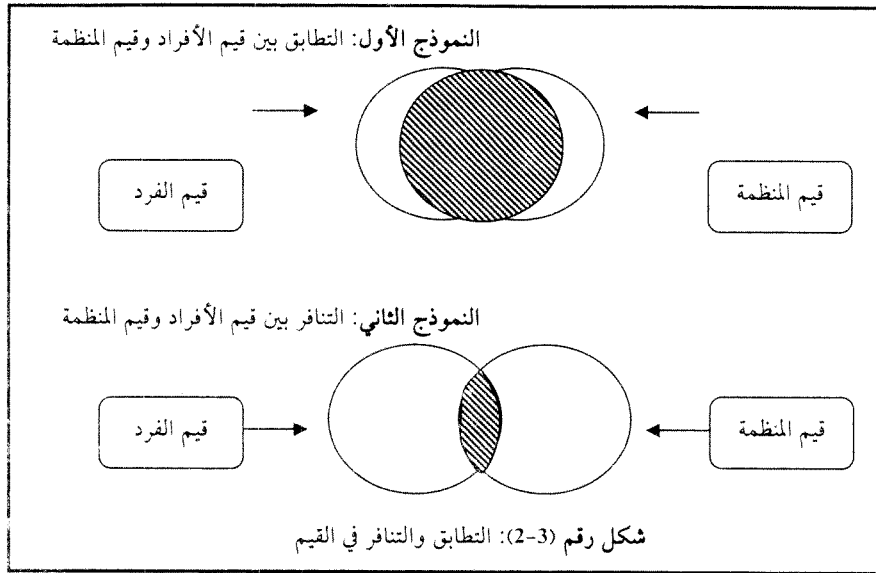 النموذج الأول: التطابق بين قيم الأفراد وقيم المنظمة
قيم المنظمة
قيم الفرد
النموذج الثاني: التنافر بين قيم الأفراد وقيم المنظمة
قيم المنظمة
قيم الفرد
شكل رقم (3-2): التطابق والتنافر في القيم